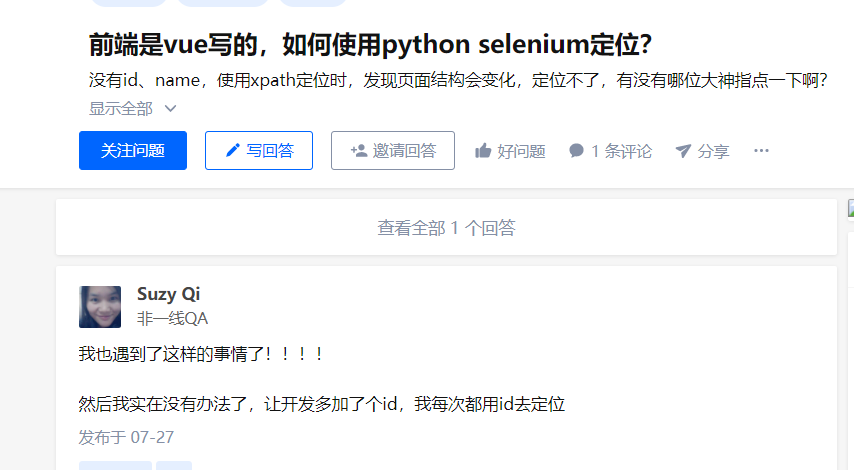 前端是vue写的，如何使用python selenium定位？
没有id、name，使用xpath定位时，发现页面结构会变化，定位不了，有没有哪位大神指点一下啊？
显示全部
关注问题 写回答 邀请回答 好问题 1 条评论 分享 ···
查看全部 1 个回答
Suzy Qi
非一线QA
我也遇到了这样的事情了！！！！
然后我实在没有办法了，让开发多加了个id，我每次都用id去定位
发布于 07-27